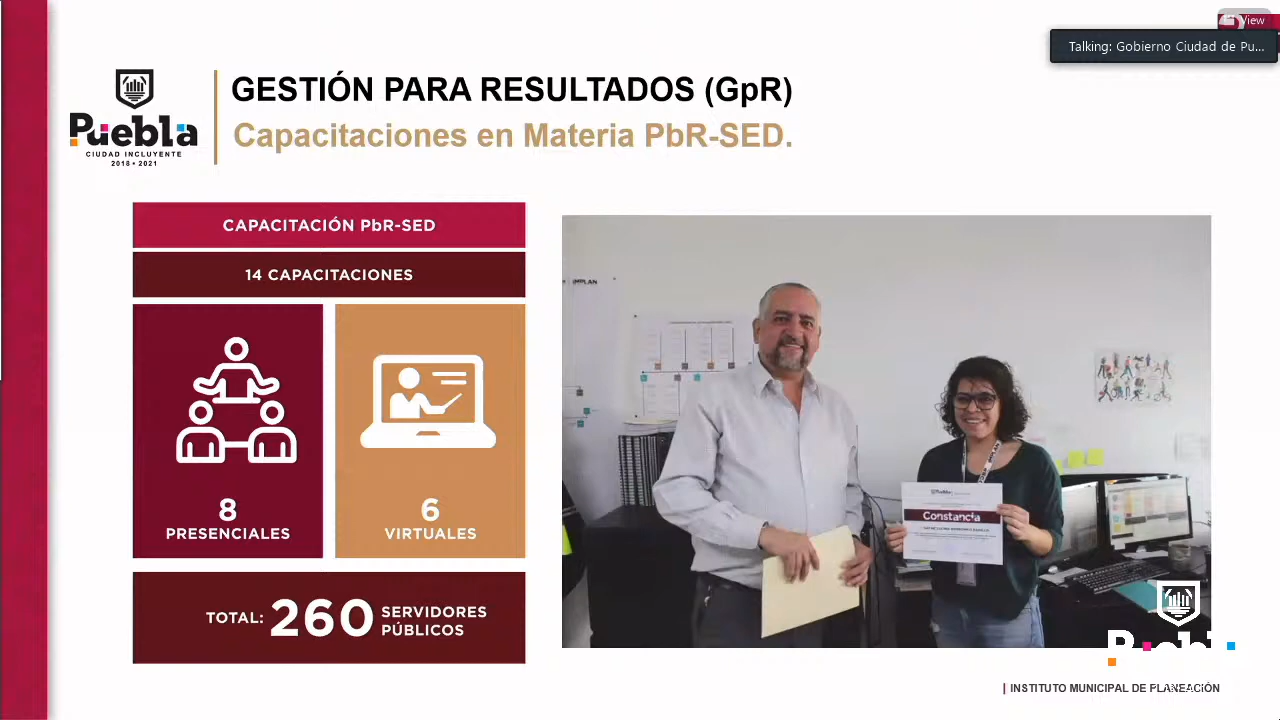 View
Talking: Gobierno Ciudad de Pu...
Puebla
CIUDAD INCLUYENTE
2018 • 2021
GESTIÓN PARA RESULTADOS (GpR)
Capacitaciones en Materia PbR-SED.
CAPACITACIÓN PbR-SED
14 CAPACITACIONES
8
PRESENCIALES
6
VIRTUALES
TOTAL: 260 SERVIDORES
PÚBLICOS
IMPLAN
Puebla
Constancia
Puebla
INSTITUTO MUNICIPAL DE PLANEACIÓN